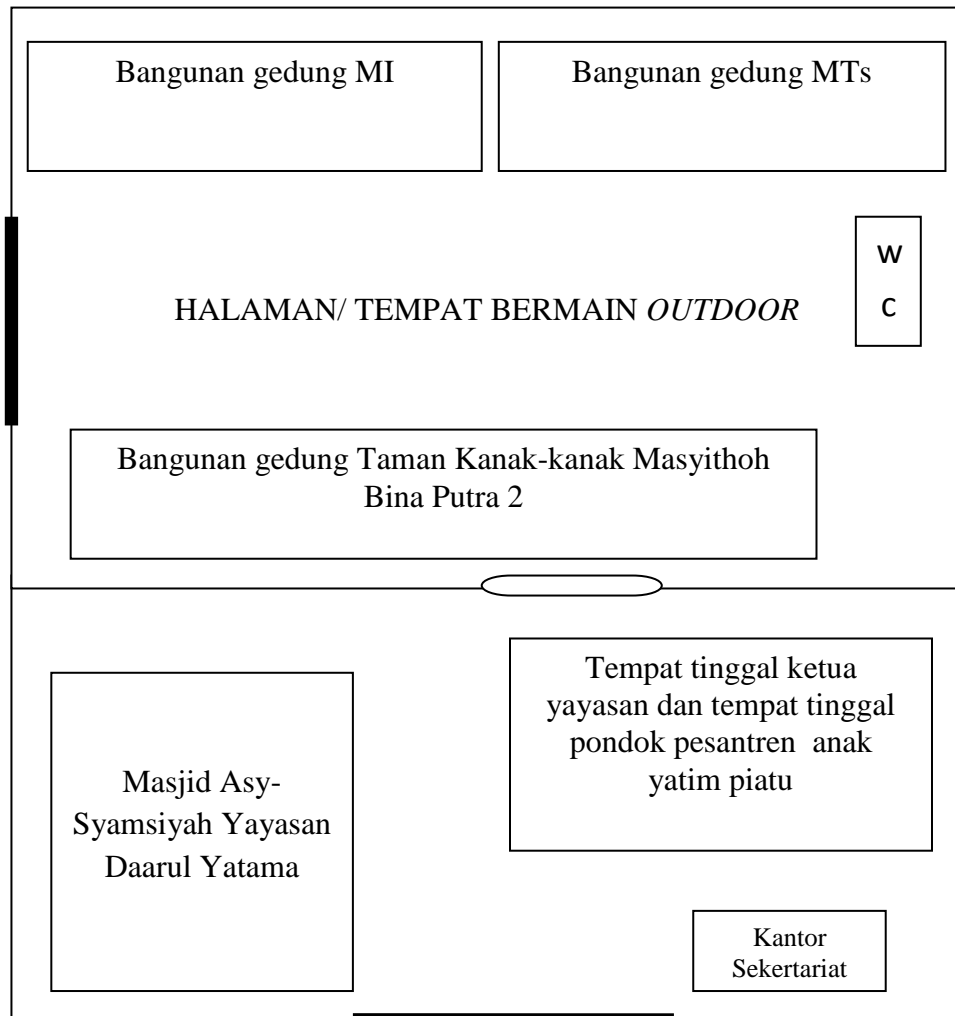 Bangunan gedung MI
Bangunan gedung MTs
W
C
HALAMAN/ TEMPAT BERMAIN OUTDOOR
Bangunan gedung Taman Kanak-kanak Masyithoh
Bina Putra 2
Tempat tinggal ketua
yayasan dan tempat tinggal
pondok pesantren anak
yatim piatu
Masjid Asy-
Syamsiyah Yayasan
Daarul Yatama
Kantor
Sekertariat